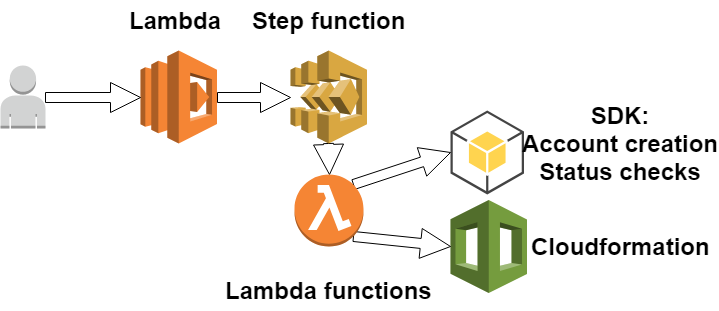 Lambda
Step function
SDK:
Account creation
Status checks
Cloudformation
Lambda functions